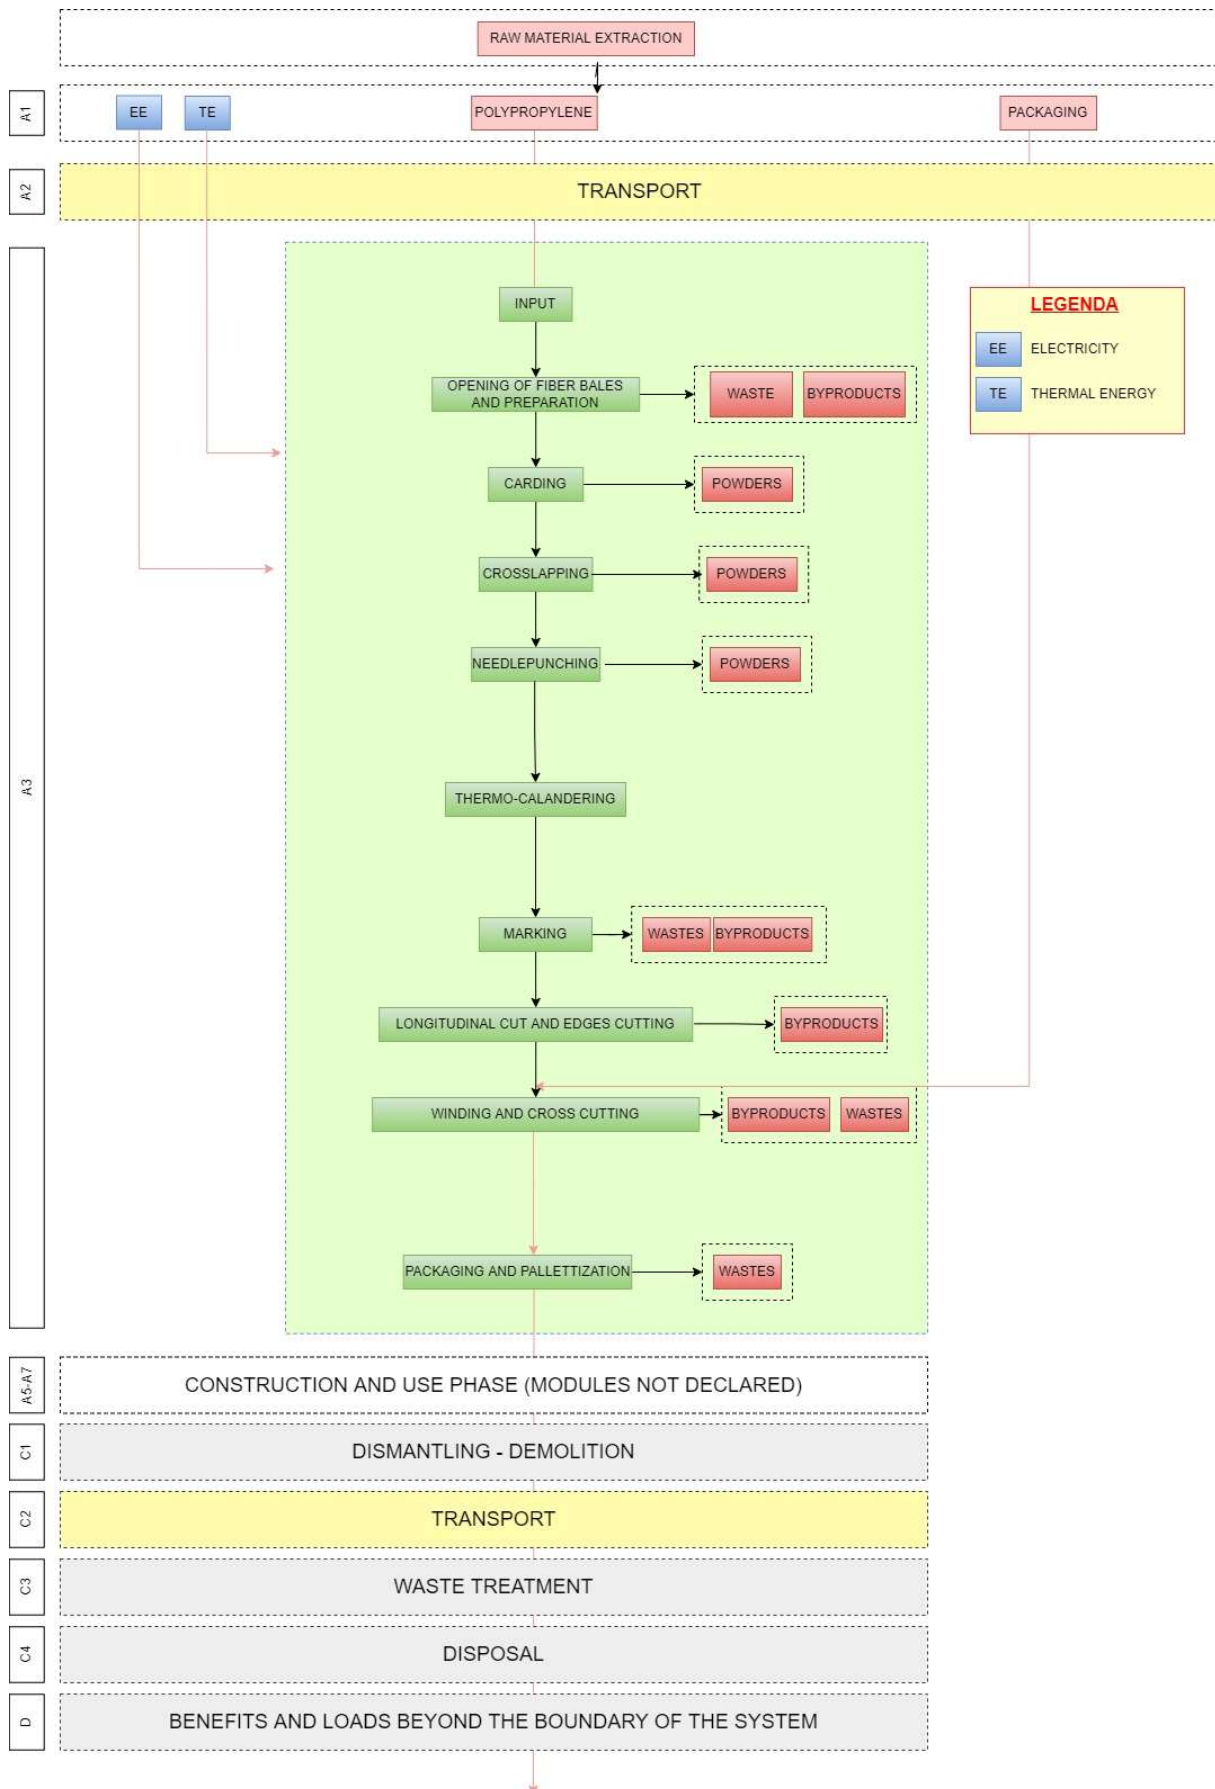 RAW MATERIAL EXTRACTION
A1
EE
TE
POLYPROPYLENE
PACKAGING
A2
TRANSPORT
A3
INPUT
LEGENDA
EE
ELECTRICITY
TE
THERMAL ENERGY
OPENING OF FIBER BALES
AND PREPARATION
WASTE
BYPRODUCTS
CARDING
POWDERS
CROSSLAPPING
POWDERS
NEEDLEPUNCHING
POWDERS
THERMO-CALANDERING
MARKING
WASTES
BYPRODUCTS
LONGITUDINAL CUT AND EDGES CUTTING
BYPRODUCTS
WINDING AND CROSS CUTTING
BYPRODUCTS
WASTES
PACKAGING AND PALLETTIZATION
WASTES
A5-A7
CONSTRUCTION AND USE PHASE (MODULES NOT DECLARED)
C1
DISMANTLING - DEMOLITION
C2
TRANSPORT
C3
WASTE TREATMENT
C4
DISPOSAL
D
BENEFITS AND LOADS BEYOND THE BOUNDARY OF THE SYSTEM